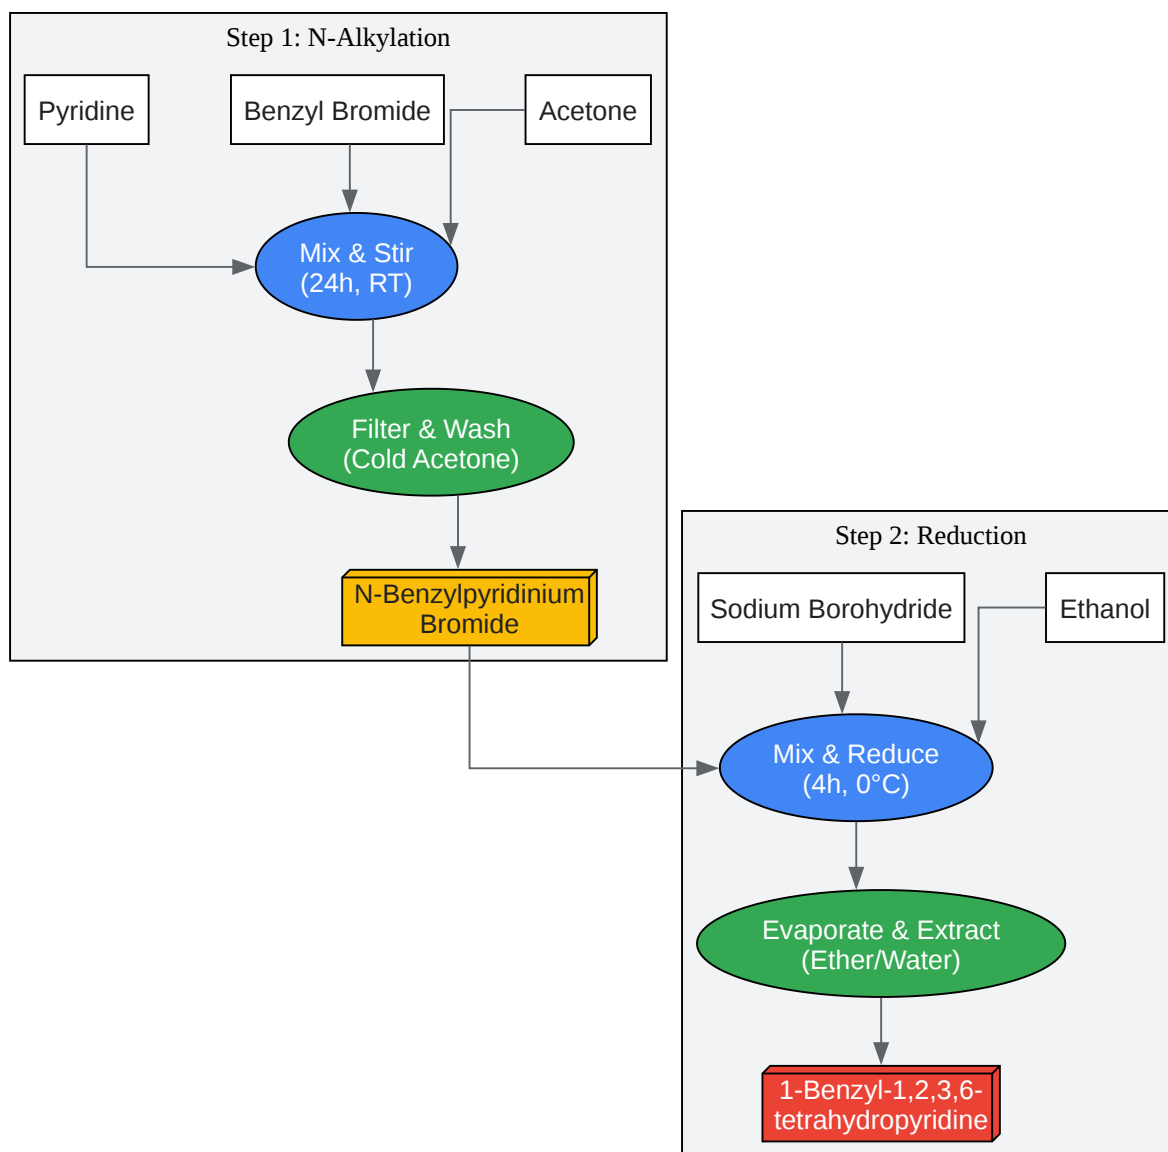 Step 1: N-Alkylation
Pyridine
Benzyl Bromide
Acetone
Mix & Stir
(24h, RT)
Filter & Wash
(Cold Acetone)
N-Benzylpyridinium
Bromide
Step 2: Reduction
Sodium Borohydride
Ethanol
Mix & Reduce
(4h, 0°C)
Evaporate & Extract
(Ether/Water)
1-Benzyl-1,2,3,6-
tetrahydropyridine